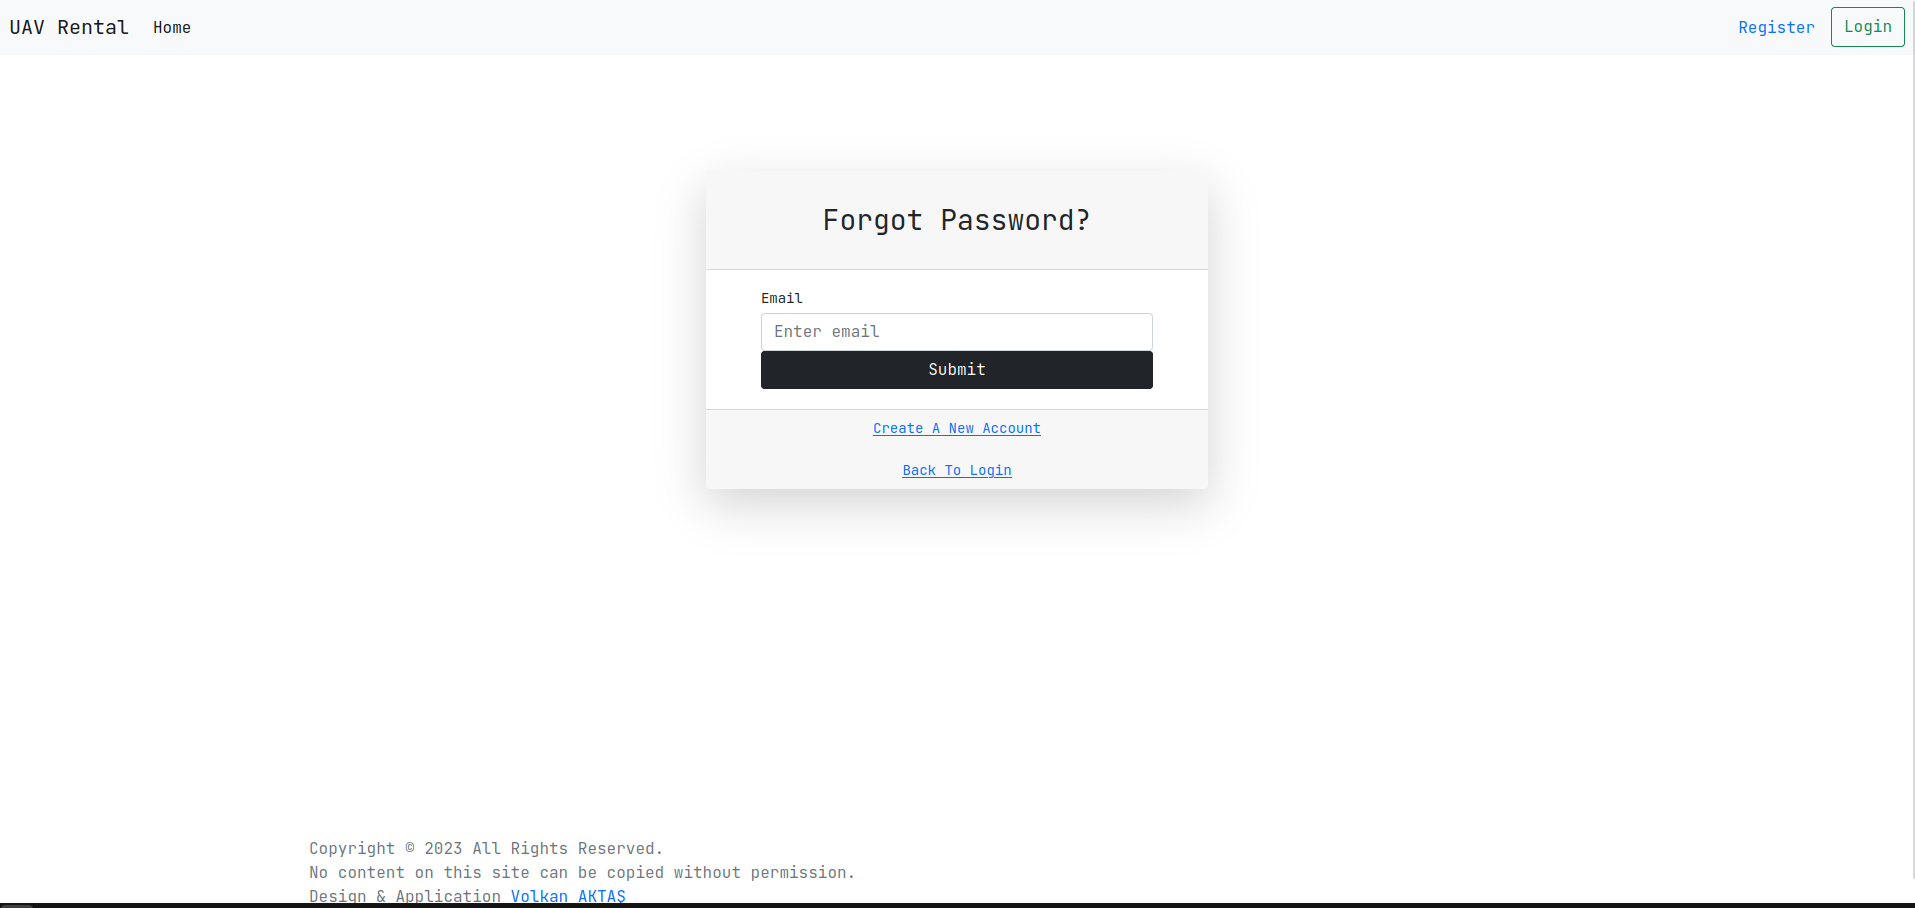 UAV Rental Home Register Login
Forgot Password?
Email
Enter email
Submit
Create A New Account
Back To Login
Copyright © 2023 All Rights Reserved.
No content on this site can be copied without permission.
Design & Application Volkan AKTAŞ